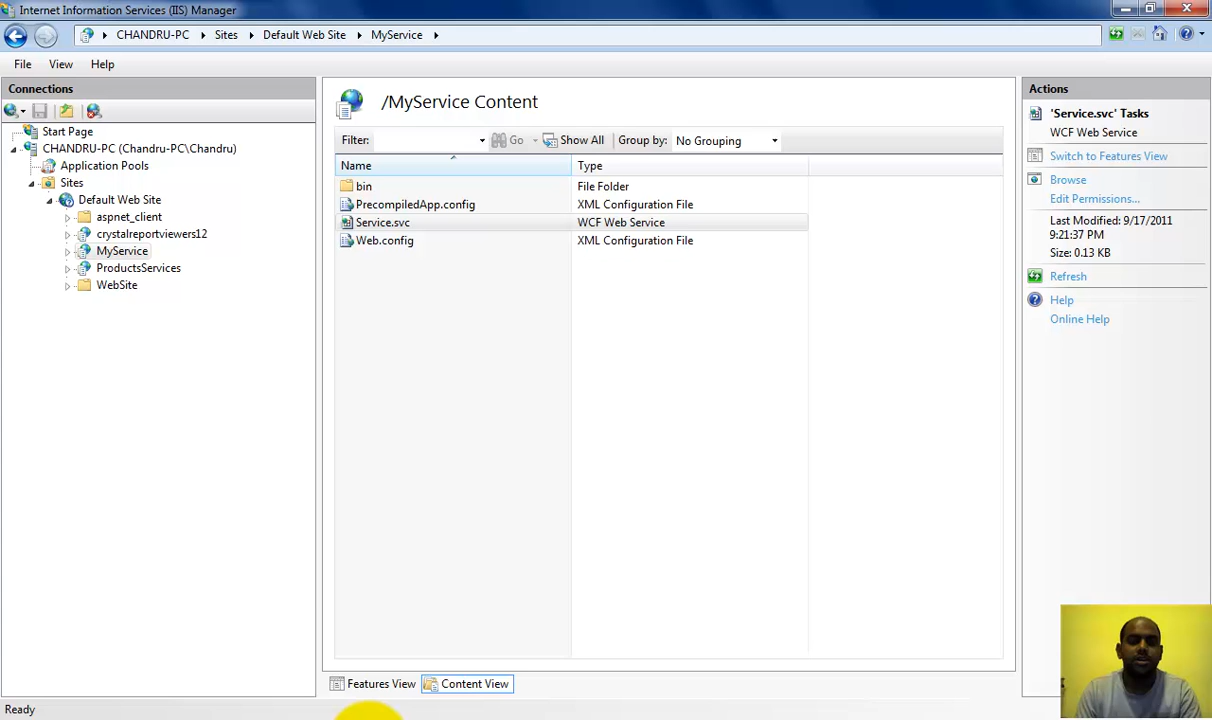 Internet Information Services (IIS) Manager
CHANDRU-PC Sites Default Web Site MyService
File View Help
Connections
Start Page
CHANDRU-PC (Chandru-PC\Chandru)
Application Pools
Sites
Default Web Site
aspnet_client
crystalreportviewers12
MyService
ProductsServices
WebSite
/MyService Content
Filter: Go Show All Group by: No Grouping
Name Type
bin File Folder
PrecompiledApp.config XML Configuration File
Service.svc WCF Web Service
Web.config XML Configuration File
Features View Content View
Actions
'Service.svc' Tasks
WCF Web Service
Switch to Features View
Browse
Edit Permissions...
Last Modified: 9/17/2011
9:21:37 PM
Size: 0.13 KB
Refresh
Help
Online Help
Ready